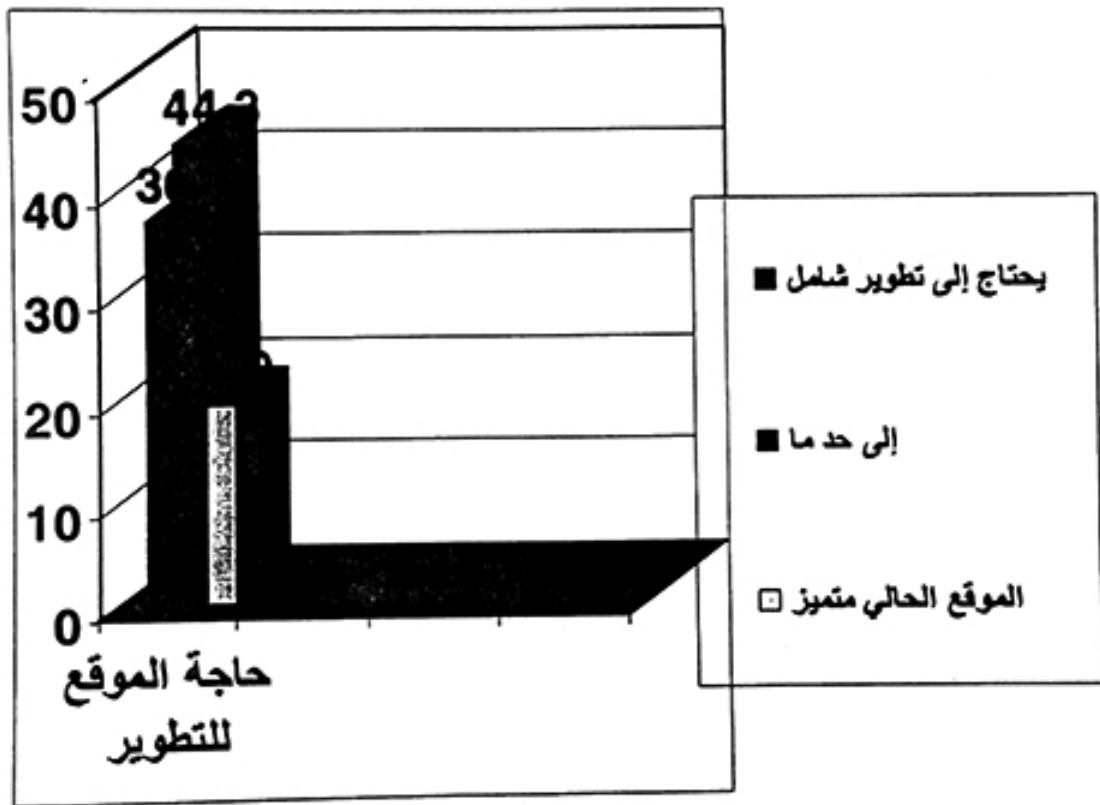 50
40
30
20
10
0
44.3
حاجة الموقع
للتطوير
يحتاج إلى تطوير شامل
إلى حد ما
الموقع الحالي متميز